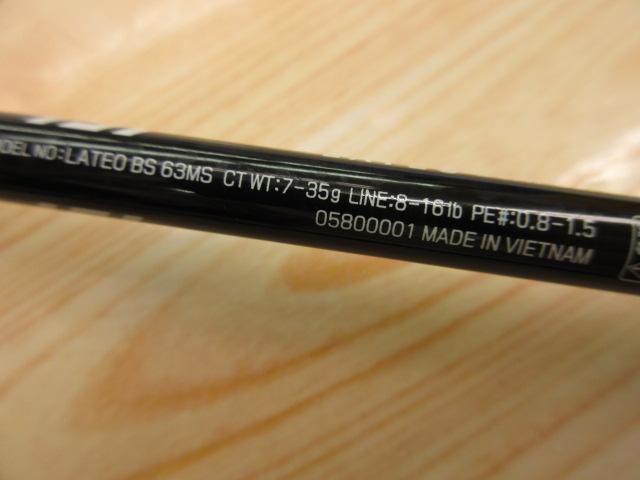 MODEL NO:LATEO BS 63MS CT WT:7-35g LINE:8-16lb PE#:0.8-1.5
05800001 MADE IN VIETNAM